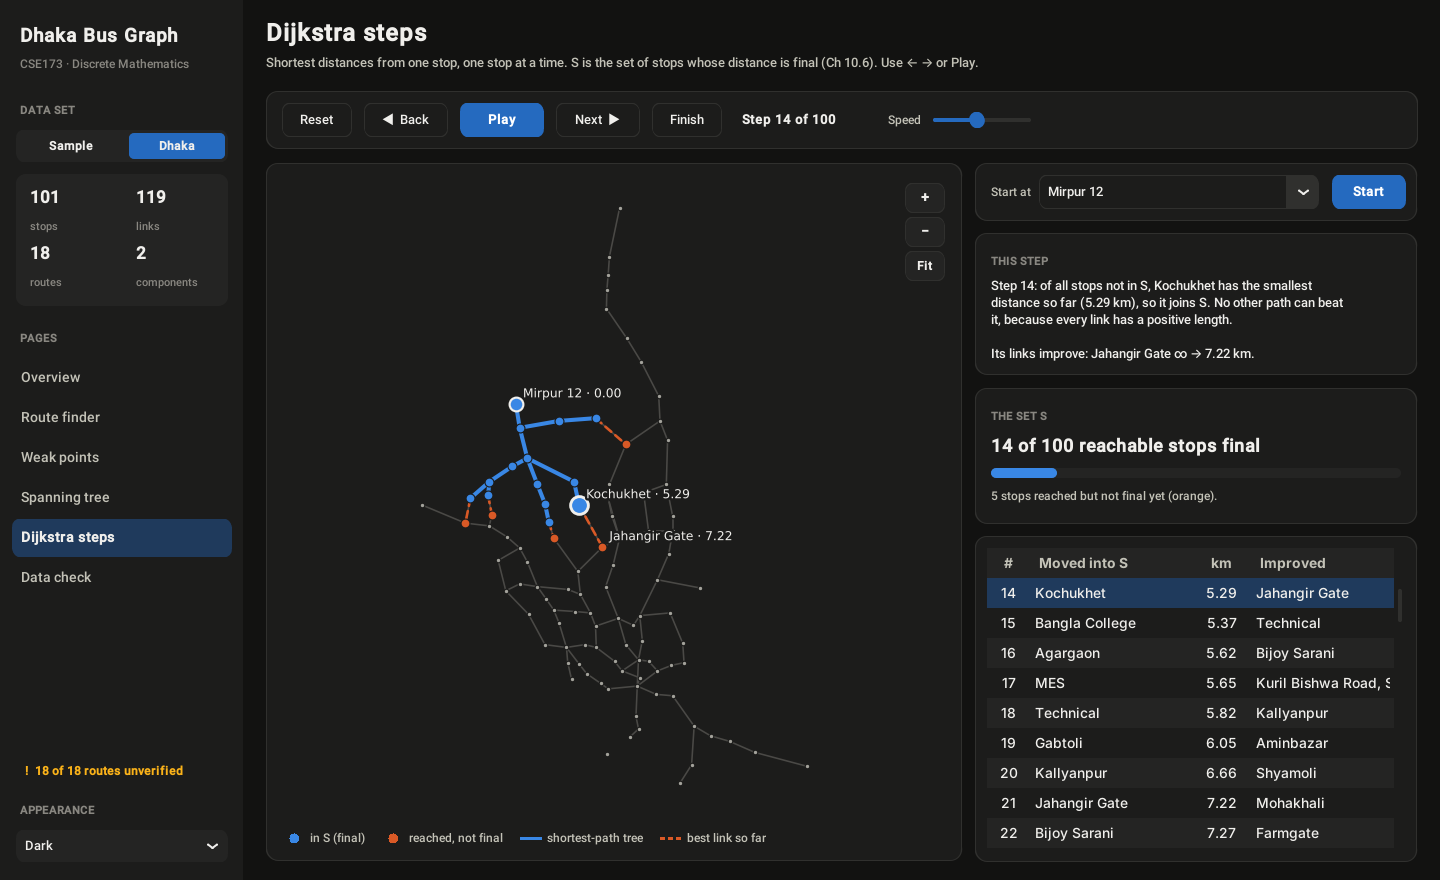 Dhaka Bus Graph
CSE173 · Discrete Mathematics
DATA SET
Sample
Dhaka
101
119
stops
links
18
2
routes
components
PAGES
Overview
Route finder
Weak points
Spanning tree
Dijkstra steps
Data check
! 18 of 18 routes unverified
APPEARANCE
Dark
Dijkstra steps
Shortest distances from one stop, one stop at a time. S is the set of stops whose distance is final (Ch 10.6). Use ← → or Play.
Reset
◀ Back
Play
Next ▶
Finish
Step 14 of 100
Speed
+
−
Fit
Mirpur 12 · 0.00
Kochukhet · 5.29
Jahangir Gate · 7.22
in S (final)
reached, not final
shortest-path tree
best link so far
Start at
Mirpur 12
Start
THIS STEP
Step 14: of all stops not in S, Kochukhet has the smallest
distance so far (5.29 km), so it joins S. No other path can beat
it, because every link has a positive length.
Its links improve: Jahangir Gate ∞ → 7.22 km.
THE SET S
14 of 100 reachable stops final
5 stops reached but not final yet (orange).
# Moved into S km Improved
14 Kochukhet 5.29 Jahangir Gate
15 Bangla College 5.37 Technical
16 Agargaon 5.62 Bijoy Sarani
17 MES 5.65 Kuril Bishwa Road, S
18 Technical 5.82 Kallyanpur
19 Gabtoli 6.05 Aminbazar
20 Kallyanpur 6.66 Shyamoli
21 Jahangir Gate 7.22 Mohakhali
22 Bijoy Sarani 7.27 Farmgate